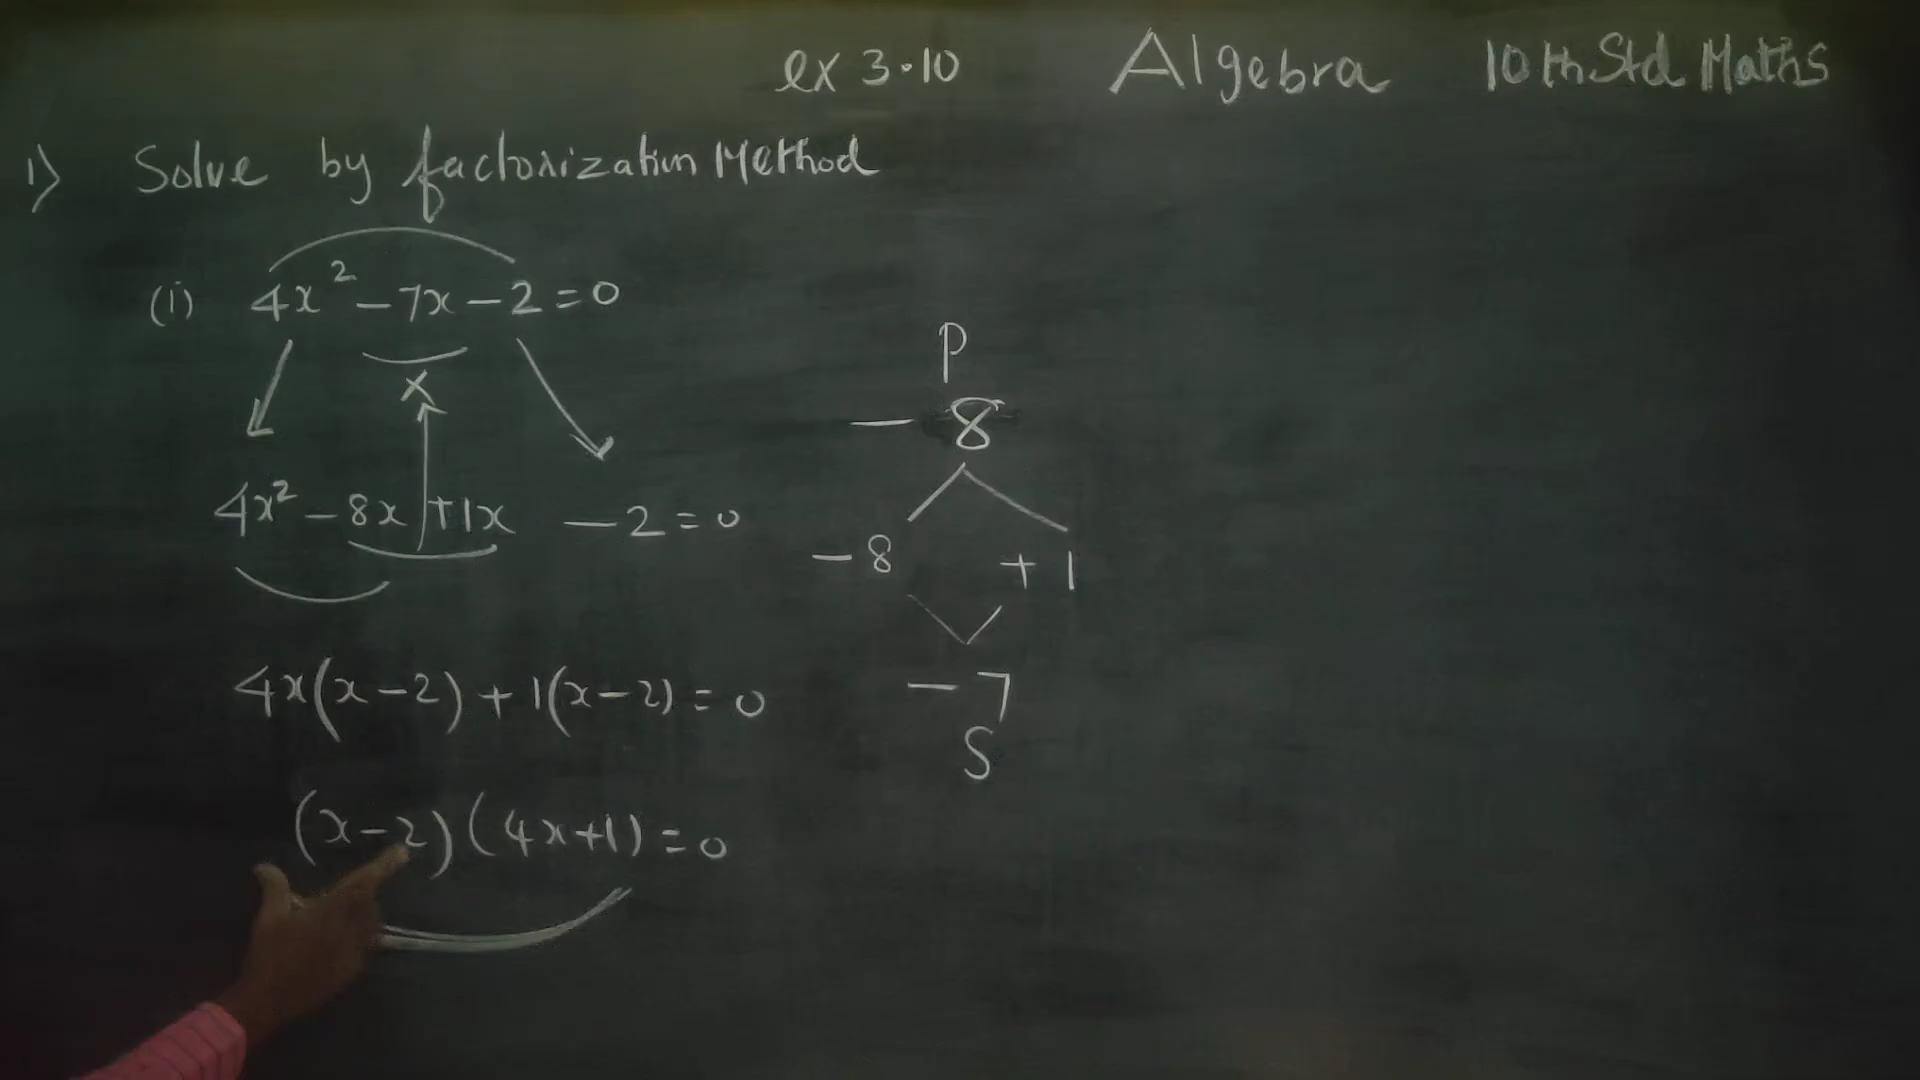 ex 3.10 Algebra 10th Std Maths
1) Solve by factorization Method
(i) 4x² - 7x - 2 = 0
x
4x² - 8x + 1x - 2 = 0
4x(x-2) + 1(x-2) = 0
(x-2)(4x+1) = 0
P
- 8
- 8 + 1
- 7
S